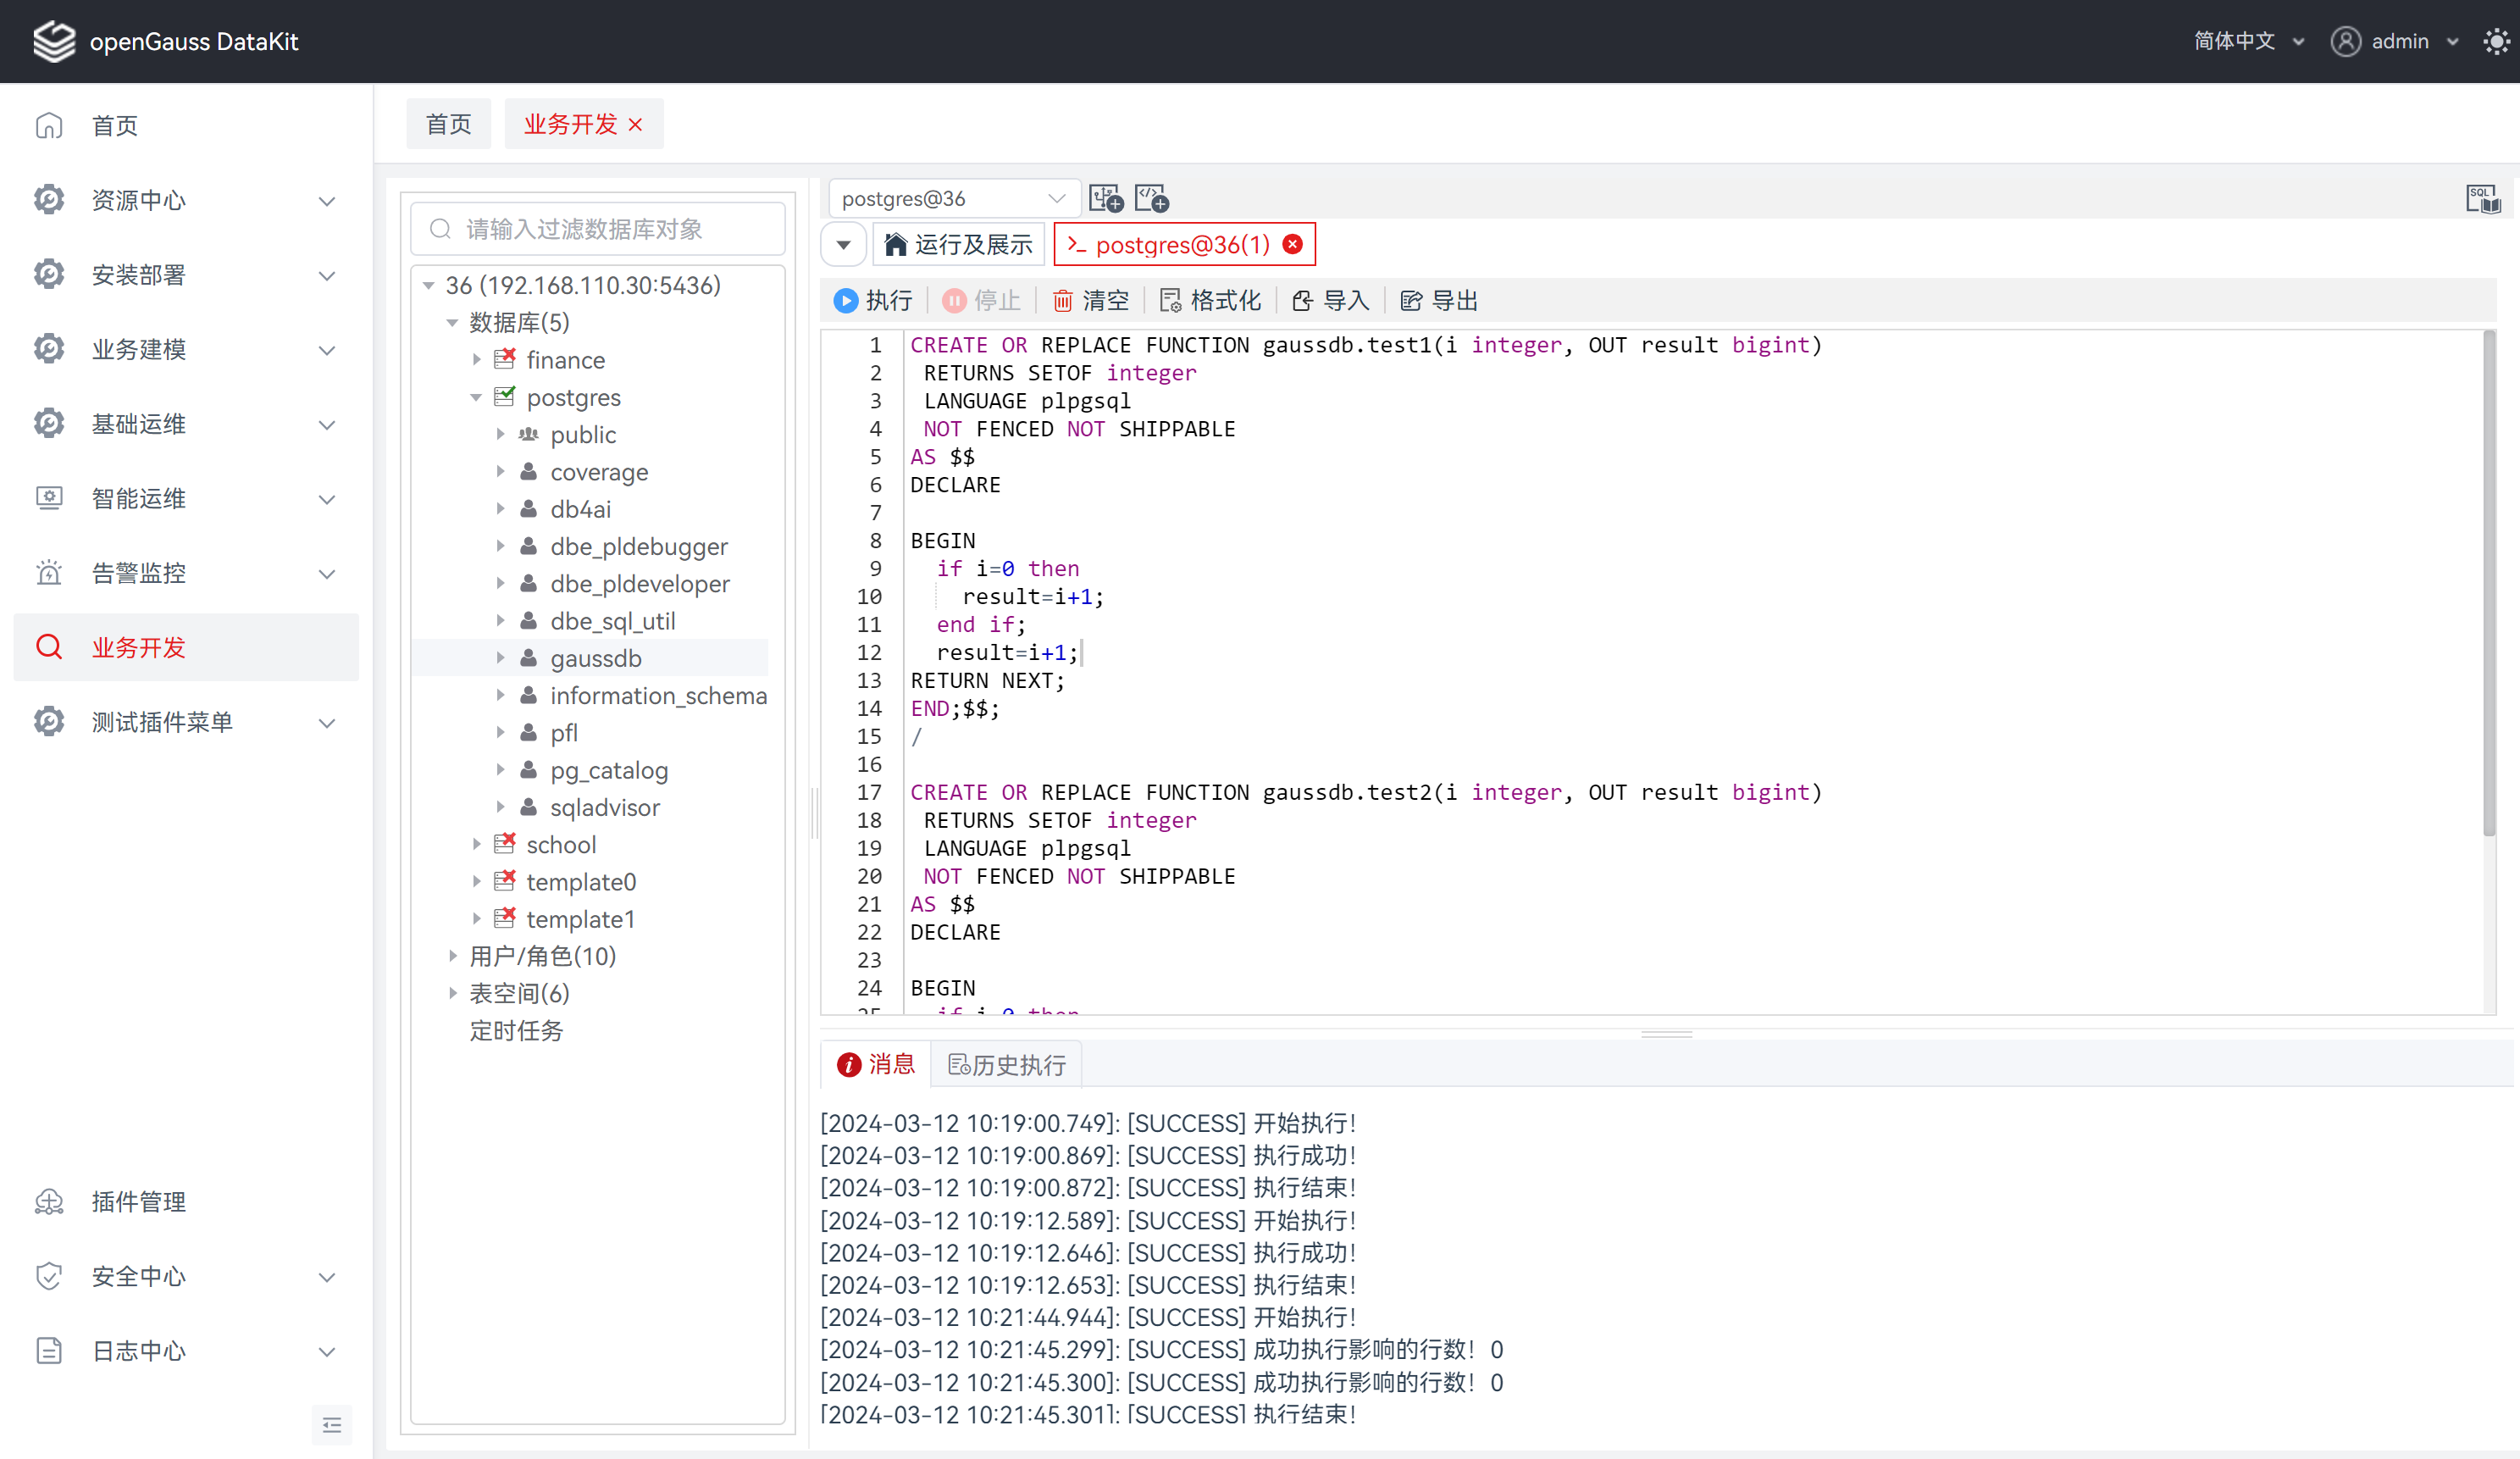 openGauss DataKit
简体中文
admin
首页
资源中心
安装部署
业务建模
基础运维
智能运维
告警监控
业务开发
测试插件菜单
插件管理
安全中心
日志中心
首页
业务开发
请输入过滤数据库对象
36 (192.168.110.30:5436)
数据库(5)
finance
postgres
public
coverage
db4ai
dbe_pldebugger
dbe_pldeveloper
dbe_sql_util
gaussdb
information_schema
pfl
pg_catalog
sqladvisor
school
template0
template1
用户/角色(10)
表空间(6)
定时任务
postgres@36
SQL
运行及展示
postgres@36(1)
执行 停止 清空 格式化 导入 导出
1 CREATE OR REPLACE FUNCTION gaussdb.test1(i integer, OUT result bigint)
2 RETURNS SETOF integer
3 LANGUAGE plpgsql
4 NOT FENCED NOT SHIPPABLE
5 AS $$
6 DECLARE
7
8 BEGIN
9 if i=0 then
10 result=i+1;
11 end if;
12 result=i+1;
13 RETURN NEXT;
14 END;$$;
15 /
16
17 CREATE OR REPLACE FUNCTION gaussdb.test2(i integer, OUT result bigint)
18 RETURNS SETOF integer
19 LANGUAGE plpgsql
20 NOT FENCED NOT SHIPPABLE
21 AS $$
22 DECLARE
23
24 BEGIN
25 if i=0 then
消息
历史执行
[2024-03-12 10:19:00.749]: [SUCCESS] 开始执行！
[2024-03-12 10:19:00.869]: [SUCCESS] 执行成功！
[2024-03-12 10:19:00.872]: [SUCCESS] 执行结束！
[2024-03-12 10:19:12.589]: [SUCCESS] 开始执行！
[2024-03-12 10:19:12.646]: [SUCCESS] 执行成功！
[2024-03-12 10:19:12.653]: [SUCCESS] 执行结束！
[2024-03-12 10:21:44.944]: [SUCCESS] 开始执行！
[2024-03-12 10:21:45.299]: [SUCCESS] 成功执行影响的行数！0
[2024-03-12 10:21:45.300]: [SUCCESS] 成功执行影响的行数！0
[2024-03-12 10:21:45.301]: [SUCCESS] 执行结束！